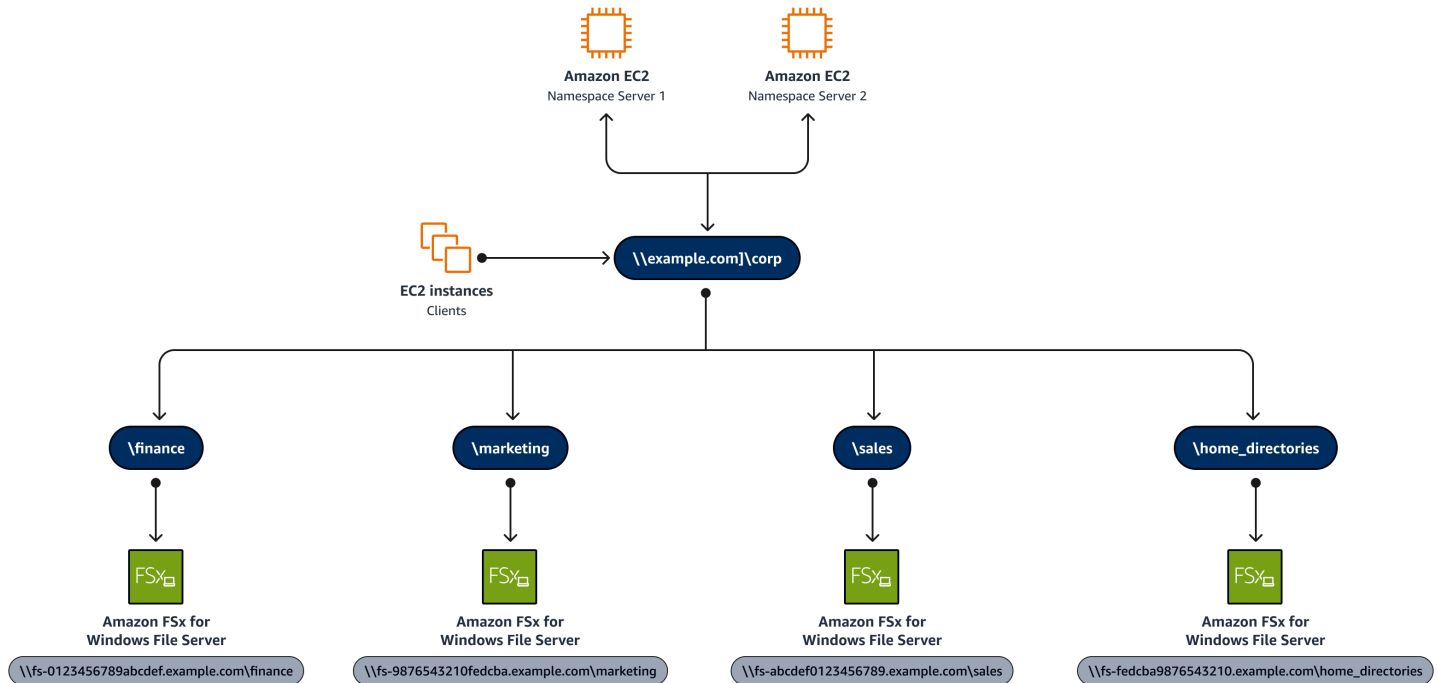 Amazon EC2
Namespace Server 1
Amazon EC2
Namespace Server 2
EC2 instances
Clients
\\example.com]\corp
\finance
\marketing
\sales
\home_directories
FSx
Amazon FSx for
Windows File Server
\\fs-0123456789abcdef.example.com\finance
FSx
Amazon FSx for
Windows File Server
\\fs-9876543210fedcba.example.com\marketing
FSx
Amazon FSx for
Windows File Server
\\fs-abcdef0123456789.example.com\sales
FSx
Amazon FSx for
Windows File Server
\\fs-fedcba9876543210.example.com\home_directories